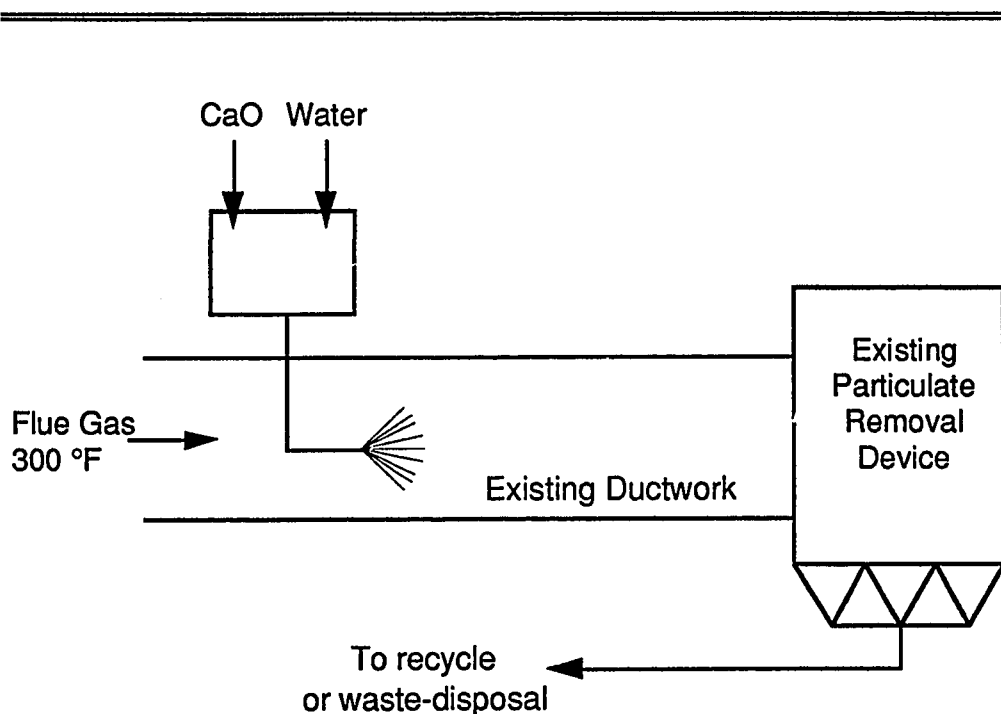 CaO Water
Flue Gas
300 °F
Existing Ductwork
Existing
Particulate
Removal
Device
To recycle
or waste-disposal